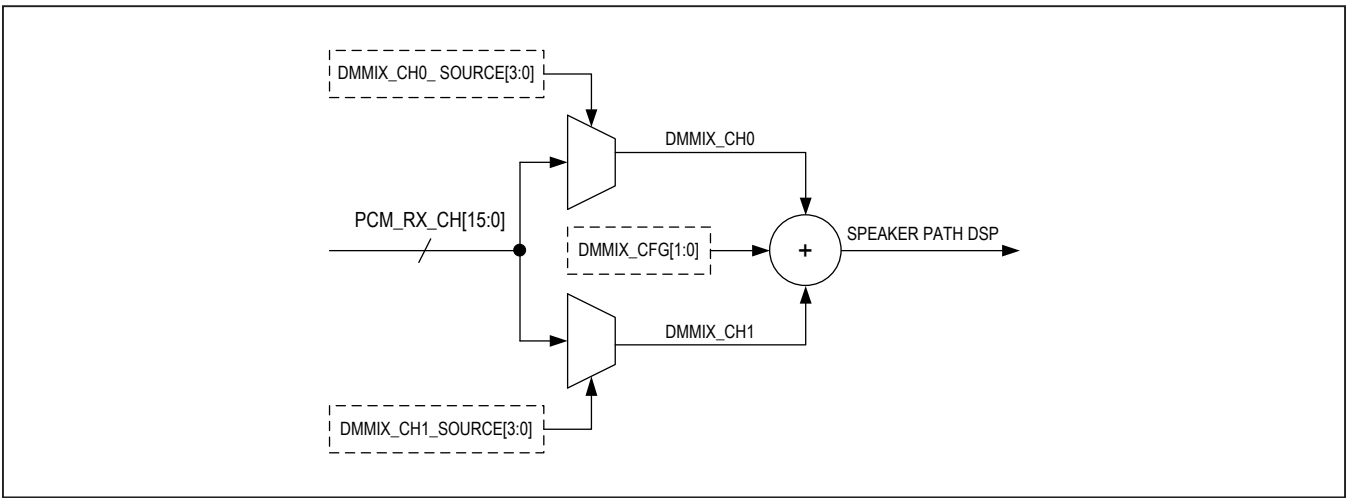 DMMIX_CH0_ SOURCE[3:0]
DMMIX_CH0
PCM_RX_CH[15:0]
DMMIX_CFG[1:0]
+
SPEAKER PATH DSP
DMMIX_CH1
DMMIX_CH1_SOURCE[3:0]